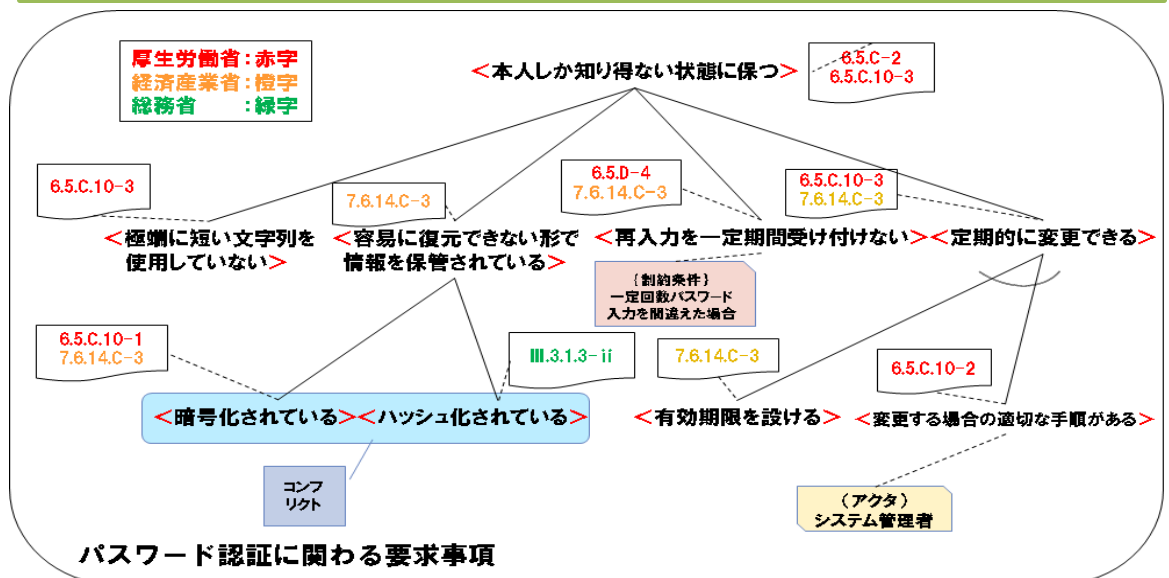 厚生労働省：赤字
経済産業省：橙字
総務省　　：緑字
＜本人しか知り得ない状態に保つ＞
6.5.C-2
6.5.C.10-3
6.5.C.10-3
7.6.14.C-3
6.5.D-4
7.6.14.C-3
6.5.C.10-3
7.6.14.C-3
＜極端に短い文字列を
使用していない＞
＜容易に復元できない形で
情報を保管されている＞
＜再入力を一定期間受け付けない＞
＜定期的に変更できる＞
{制約条件}
一定回数パスワード
入力を間違えた場合
6.5.C.10-1
7.6.14.C-3
Ⅲ.3.1.3-ⅱ
7.6.14.C-3
6.5.C.10-2
＜暗号化されている＞
＜ハッシュ化されている＞
＜有効期限を設ける＞
＜変更する場合の適切な手順がある＞
コンフ
リクト
（アクタ）
システム管理者
パスワード認証に関わる要求事項